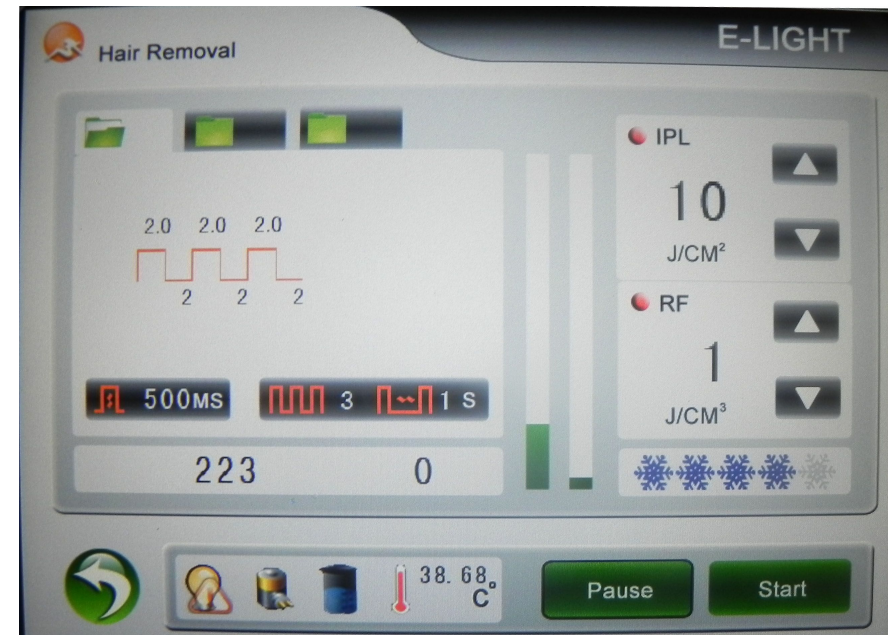 Hair Removal
E-LIGHT
IPL
10
J/CM²
2.0 2.0 2.0
2 2 2
RF
1
J/CM³
500MS
3
1 S
223
0
38.68°C
Pause
Start